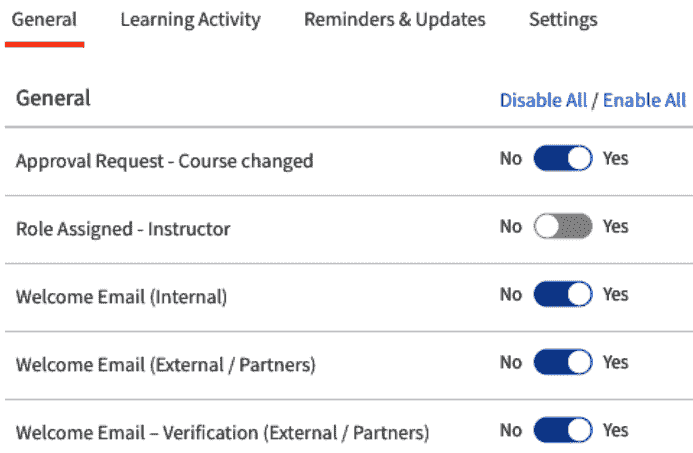 General Learning Activity Reminders & Updates Settings
General Disable All / Enable All
Approval Request - Course changed No Yes
Role Assigned - Instructor No Yes
Welcome Email (Internal) No Yes
Welcome Email (External / Partners) No Yes
Welcome Email – Verification (External / Partners) No Yes